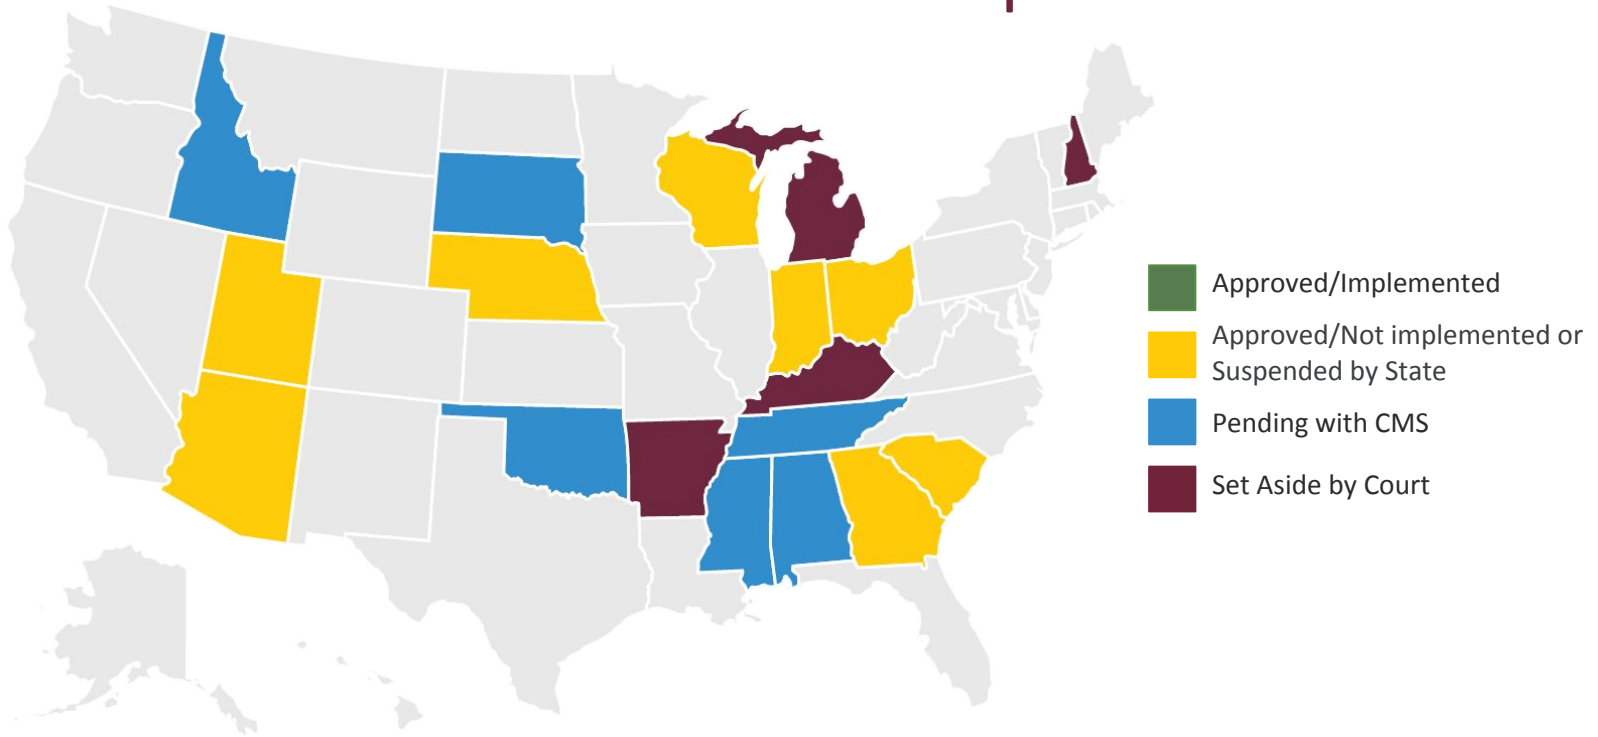 Approved/Implemented
Approved/Not implemented or
Suspended by State
Pending with CMS
Set Aside by Court